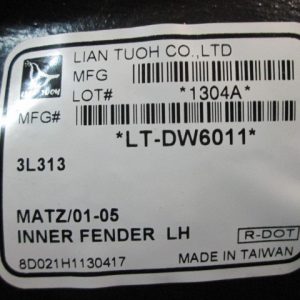 LIAN TUOH CO.,LTD
MFG
LOT# *1304A*
MFG#
*LT-DW6011*
3L313
MATZ/01-05
INNER FENDER LH R-DOT
8D021H1130417 MADE IN TAIWAN